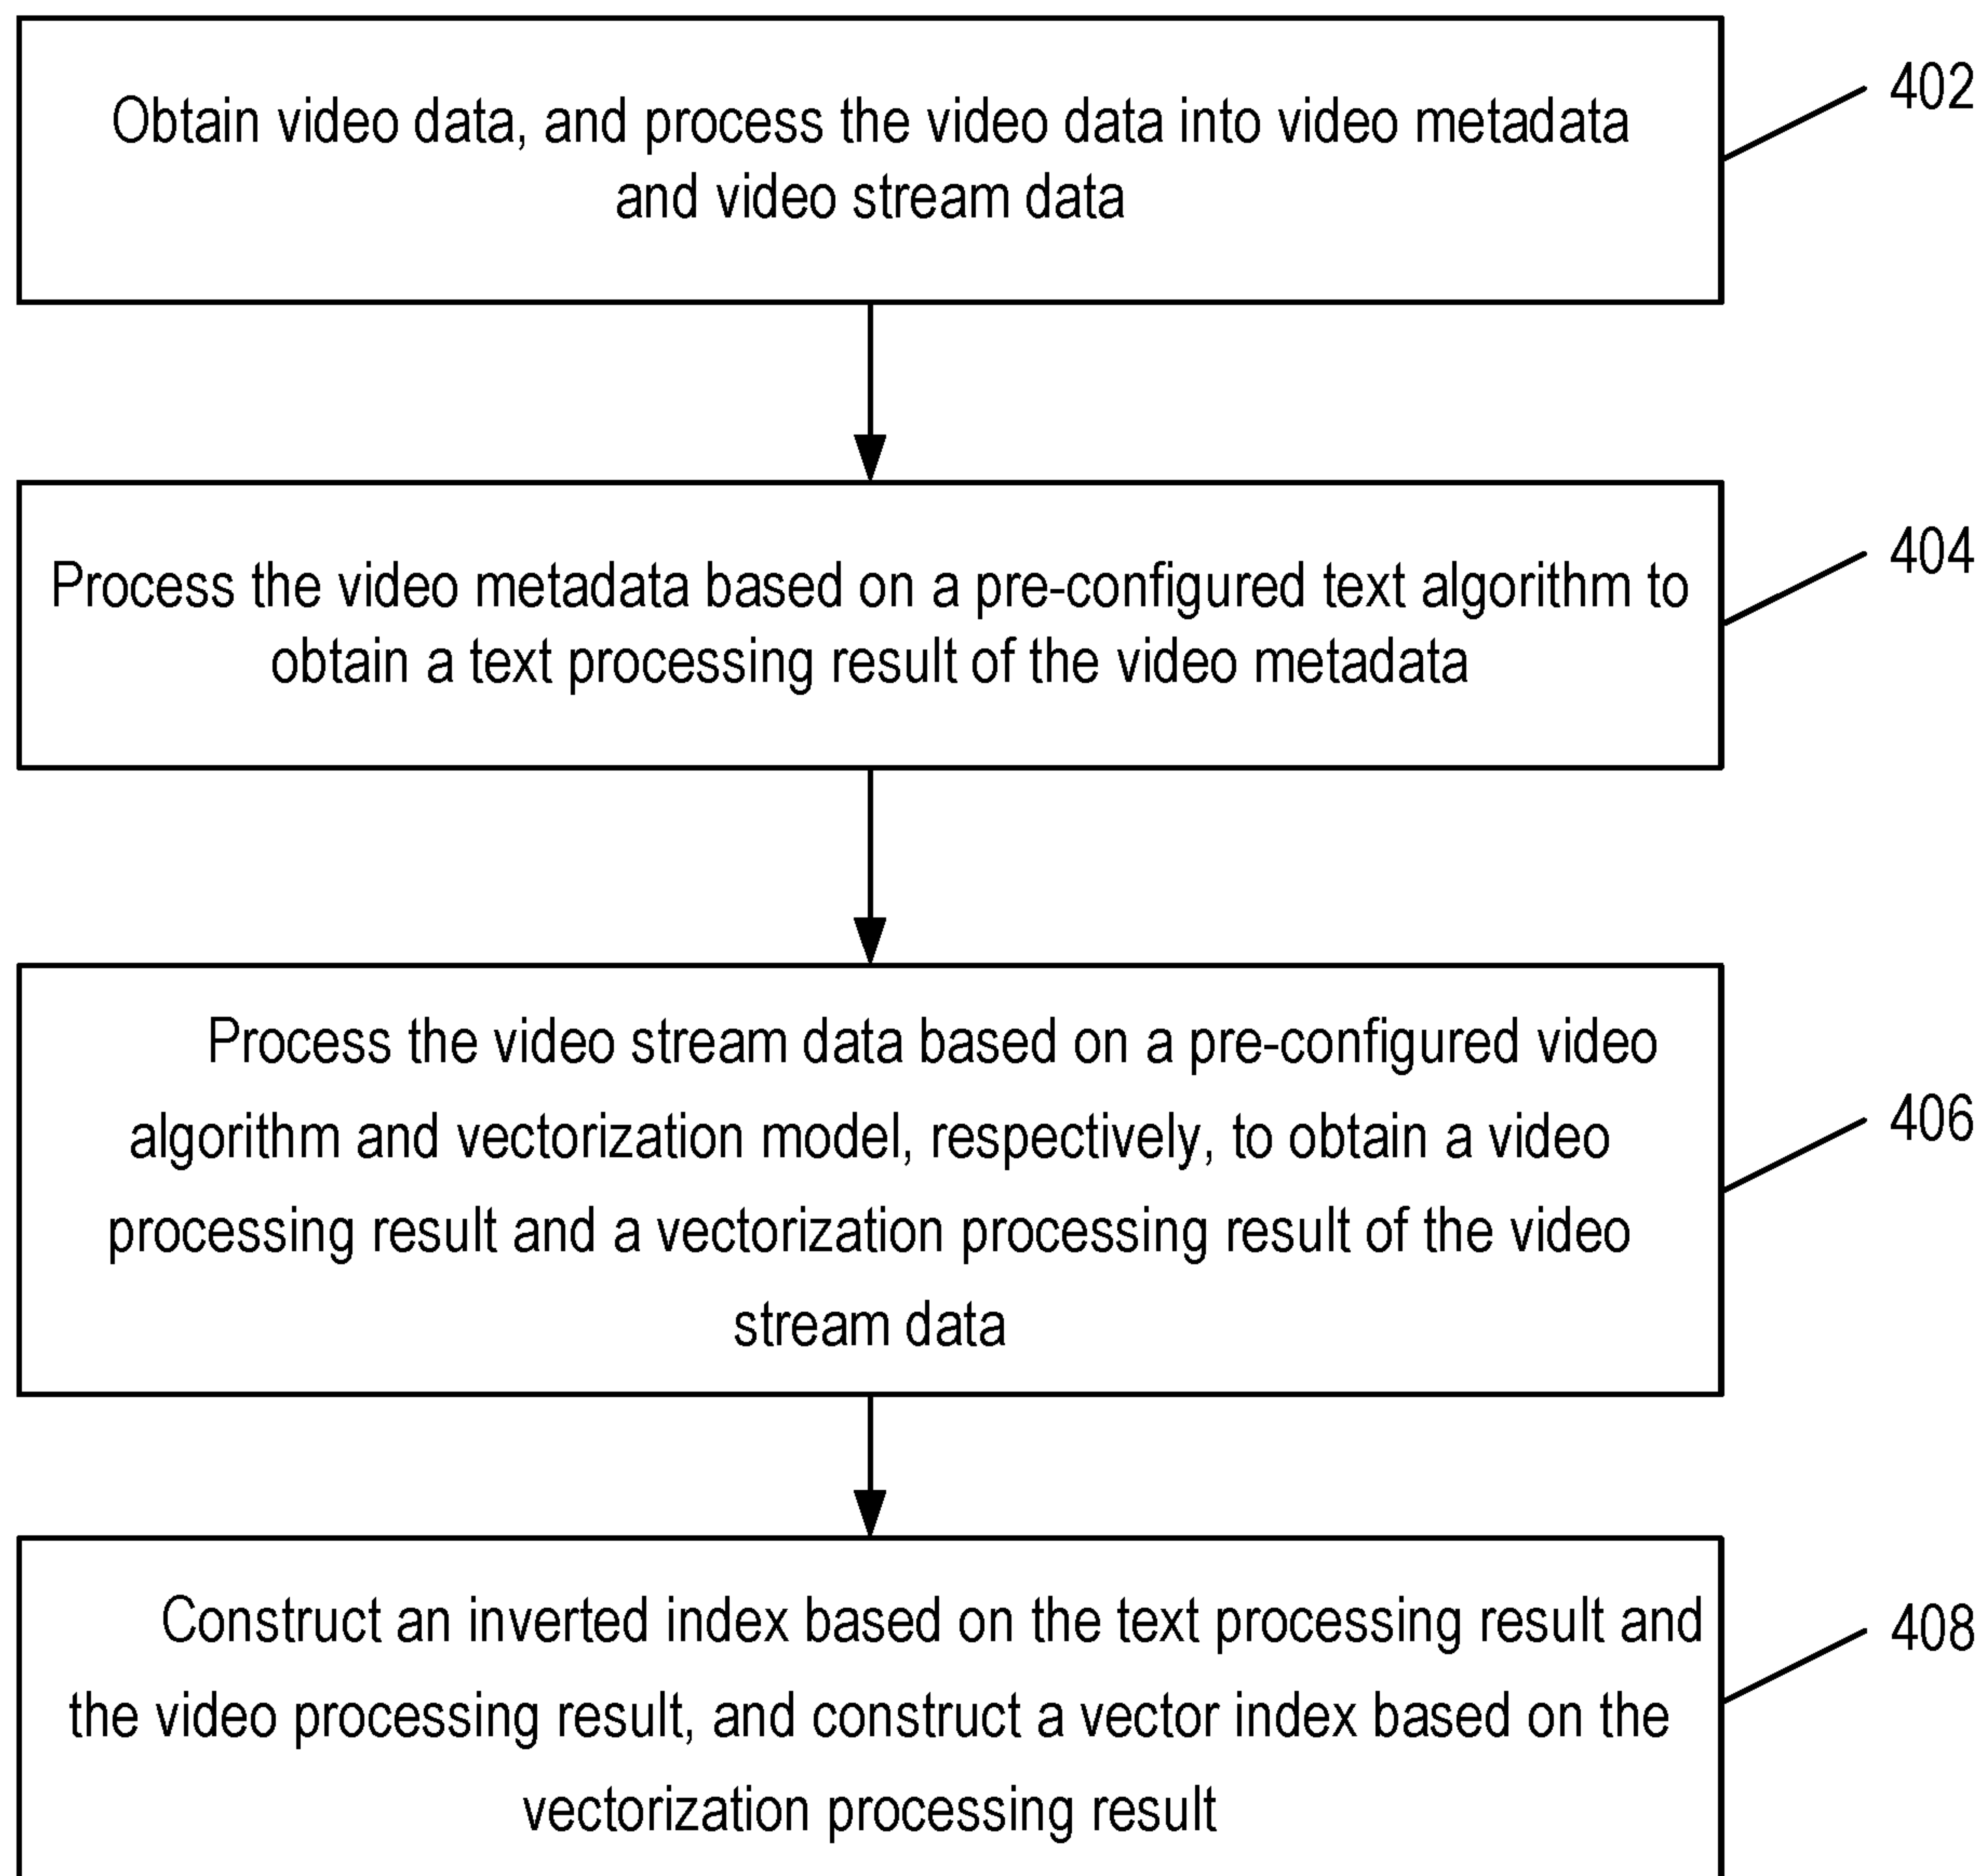 Obtain video data, and process the video data into video metadata
and video stream data
402
Process the video metadata based on a pre-configured text algorithm to
obtain a text processing result of the video metadata
404
Process the video stream data based on a pre-configured video
algorithm and vectorization model, respectively, to obtain a video
processing result and a vectorization processing result of the video
stream data
406
Construct an inverted index based on the text processing result and
the video processing result, and construct a vector index based on the
vectorization processing result
408